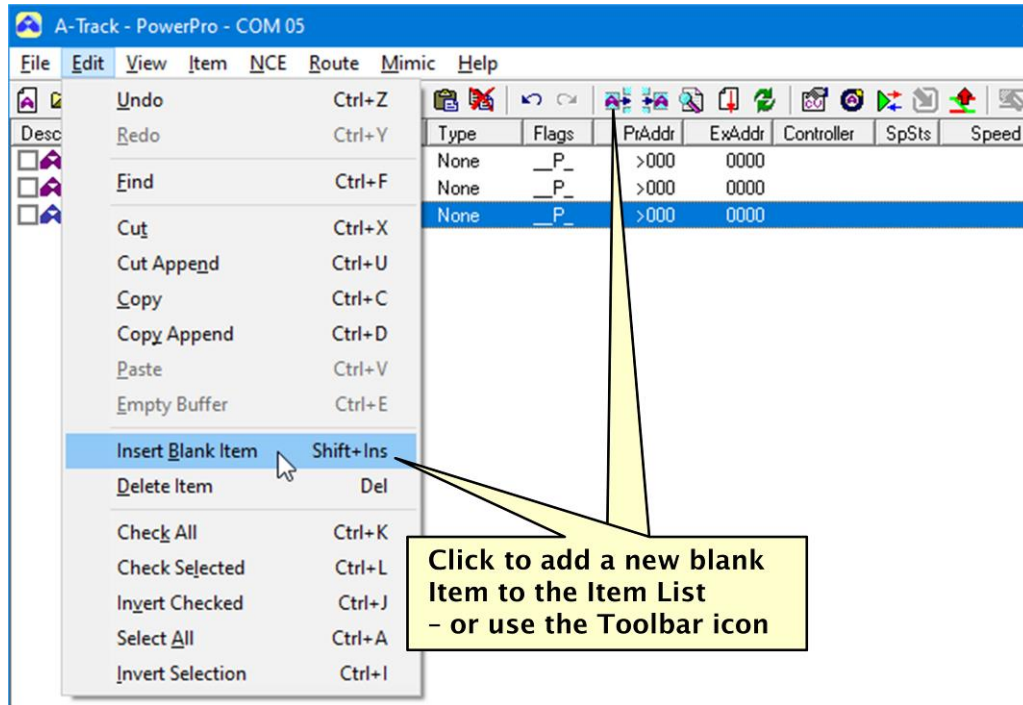 A-Track - PowerPro - COM 05
File Edit View Item NCE Route Mimic Help
Desc Type Flags PrAddr ExAddr Controller SpSts Speed
None __P_ >000 0000
None __P_ >000 0000
None __P_ >000 0000
Undo Ctrl+Z
Redo Ctrl+Y
Find Ctrl+F
Cut Ctrl+X
Cut Append Ctrl+U
Copy Ctrl+C
Copy Append Ctrl+D
Paste Ctrl+V
Empty Buffer Ctrl+E
Insert Blank Item Shift+Ins
Delete Item Del
Check All Ctrl+K
Check Selected Ctrl+L
Invert Checked Ctrl+J
Select All Ctrl+A
Invert Selection Ctrl+I
Click to add a new blank
Item to the Item List
– or use the Toolbar icon